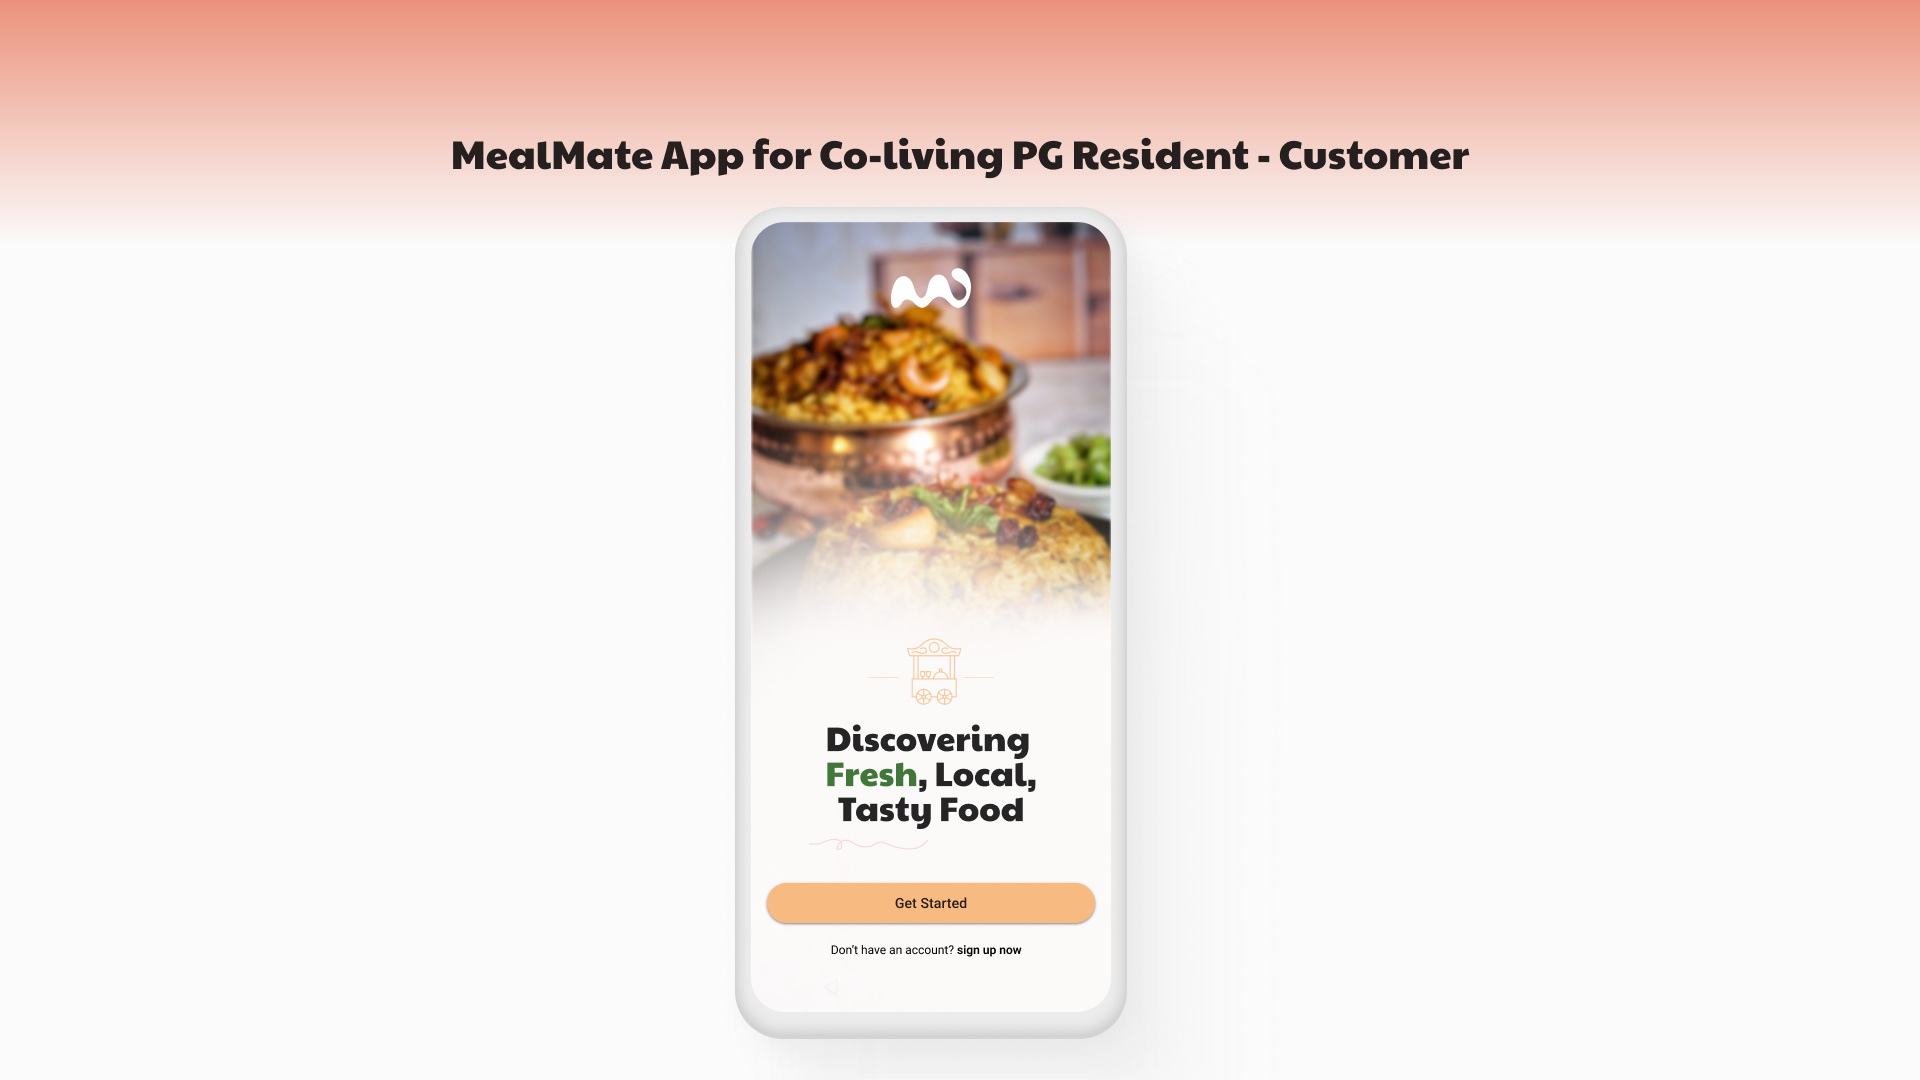 MealMate App for Co-living PG Resident - Customer
Discovering
Fresh, Local,
Tasty Food
Get Started
Don't have an account? sign up now